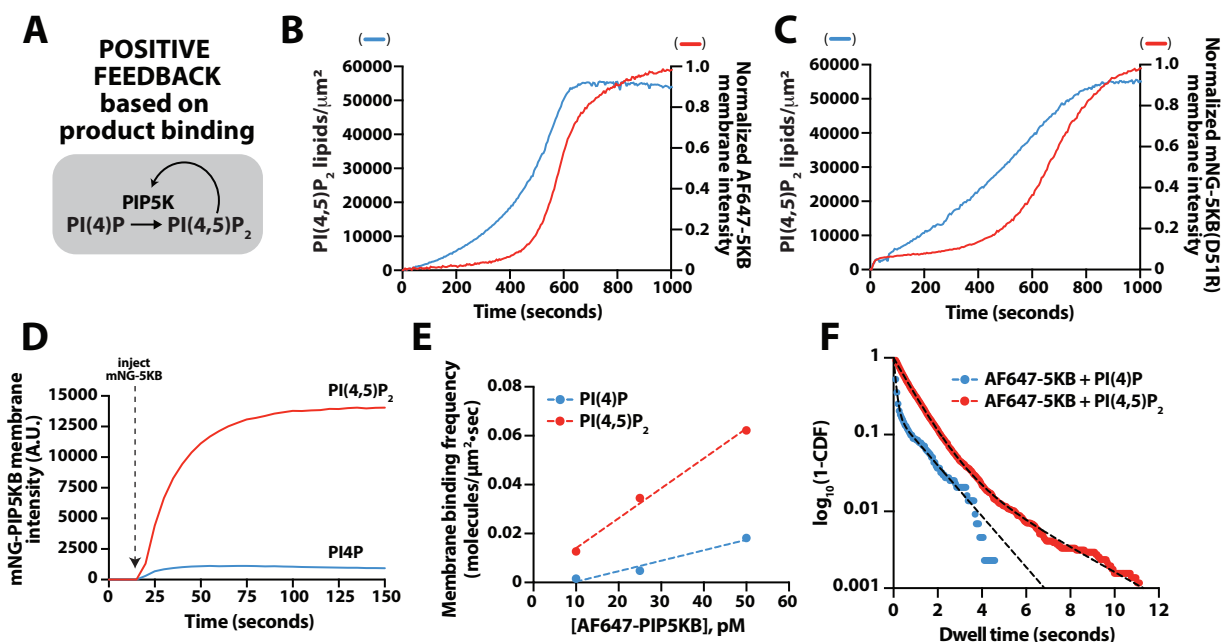 A
POSITIVE
FEEDBACK
based on
product binding
PIP5K
PI(4)P → PI(4,5)P₂
B
( — )
( — )
PI(4,5)P₂ lipids/μm²
60000
50000
40000
30000
20000
10000
0
1.0
0.8
0.6
0.4
0.2
0
Normalized AF647-5KB
membrane intensity
0 200 400 600 800 1000
Time (seconds)
C
( — )
( — )
PI(4,5)P₂ lipids/μm²
60000
50000
40000
30000
20000
10000
0
1.0
0.8
0.6
0.4
0.2
0
Normalized mNG-5KB(D51R)
membrane intensity
0 200 400 600 800 1000
Time (seconds)
D
inject
mNG-5KB
mNG-PIP5KB membrane
intensity (A.U.)
15000
12500
10000
7500
5000
2500
0
PI(4,5)P₂
PI4P
0 25 50 75 100 125 150
Time (seconds)
E
Membrane binding frequency
(molecules/μm²•sec)
0.08
0.06
0.04
0.02
0
PI(4)P
PI(4,5)P₂
0 10 20 30 40 50 60
[AF647-PIP5KB], pM
F
log₁₀(1-CDF)
1
0.1
0.01
0.001
AF647-5KB + PI(4)P
AF647-5KB + PI(4,5)P₂
0 2 4 6 8 10 12
Dwell time (seconds)